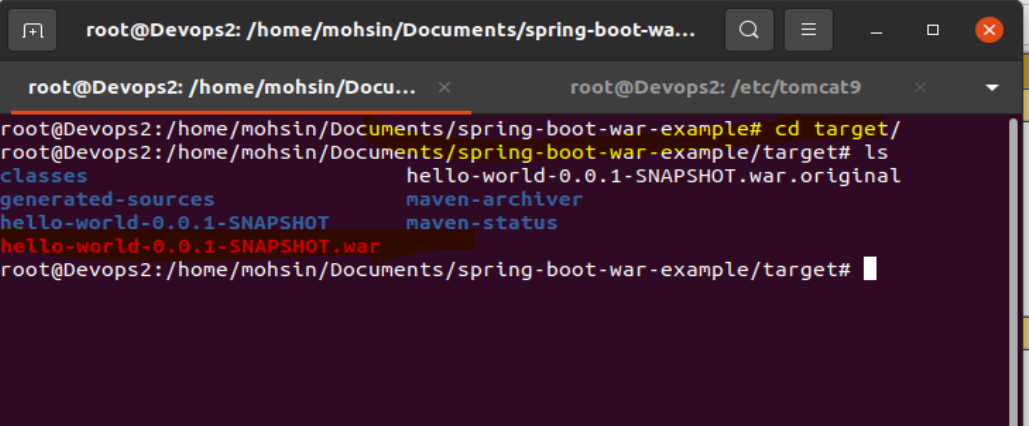 root@Devops2: /home/mohsin/Documents/spring-boot-wa...
root@Devops2: /home/mohsin/Docu... × root@Devops2: /etc/tomcat9 ×
root@Devops2:/home/mohsin/Documents/spring-boot-war-example# cd target/
root@Devops2:/home/mohsin/Documents/spring-boot-war-example/target# ls
classes hello-world-0.0.1-SNAPSHOT.war.original
generated-sources maven-archiver
hello-world-0.0.1-SNAPSHOT maven-status
hello-world-0.0.1-SNAPSHOT.war
root@Devops2:/home/mohsin/Documents/spring-boot-war-example/target#